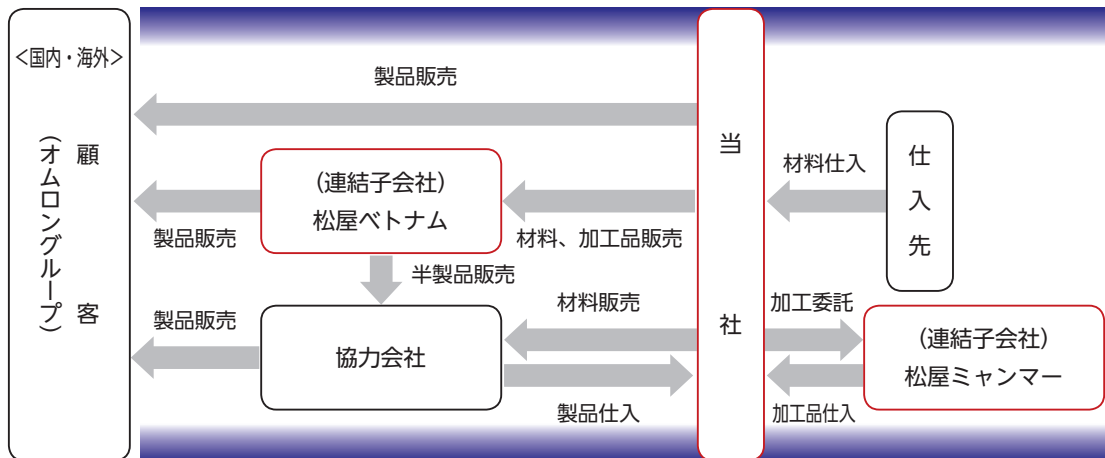 <国内・海外>
顧客
(オムロングループ)
製品販売
(連結子会社)
松屋ベトナム
製品販売
材料、加工品販売
半製品販売
製品販売
協力会社
材料販売
製品仕入
当社
材料仕入
仕入先
加工委託
(連結子会社)
松屋ミャンマー
加工品仕入